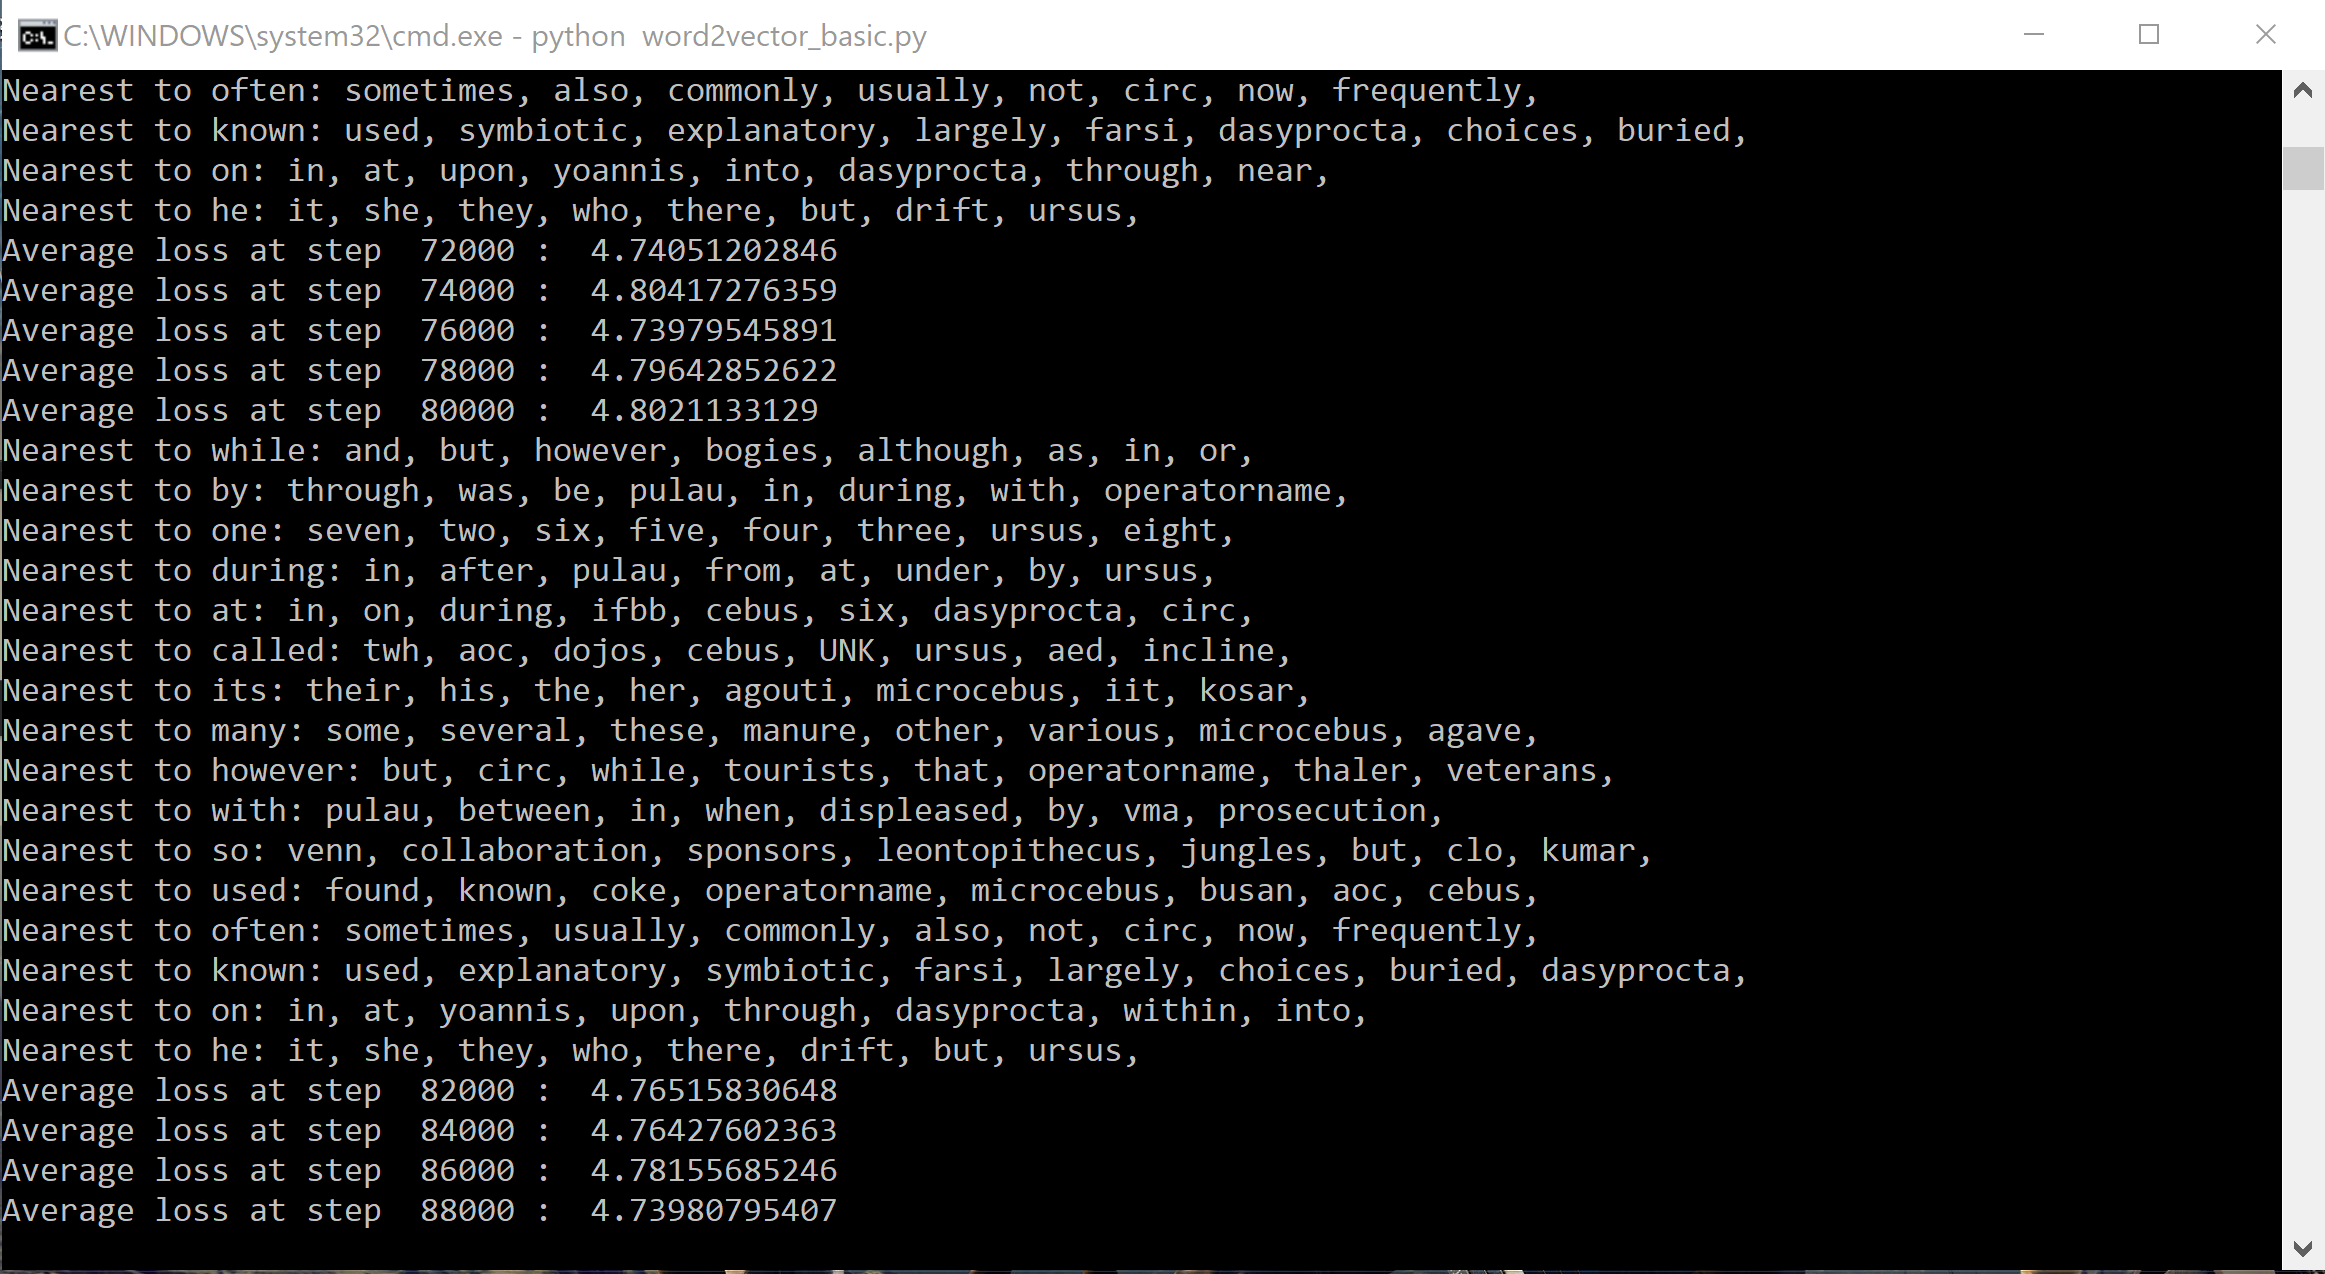 C:\WINDOWS\system32\cmd.exe - python  word2vector_basic.py
Nearest to often: sometimes, also, commonly, usually, not, circ, now, frequently,
Nearest to known: used, symbiotic, explanatory, largely, farsi, dasyprocta, choices, buried,
Nearest to on: in, at, upon, yoannis, into, dasyprocta, through, near,
Nearest to he: it, she, they, who, there, but, drift, ursus,
Average loss at step  72000 :  4.74051202846
Average loss at step  74000 :  4.80417276359
Average loss at step  76000 :  4.73979545891
Average loss at step  78000 :  4.79642852622
Average loss at step  80000 :  4.8021133129
Nearest to while: and, but, however, bogies, although, as, in, or,
Nearest to by: through, was, be, pulau, in, during, with, operatorname,
Nearest to one: seven, two, six, five, four, three, ursus, eight,
Nearest to during: in, after, pulau, from, at, under, by, ursus,
Nearest to at: in, on, during, ifbb, cebus, six, dasyprocta, circ,
Nearest to called: twh, aoc, dojos, cebus, UNK, ursus, aed, incline,
Nearest to its: their, his, the, her, agouti, microcebus, iit, kosar,
Nearest to many: some, several, these, manure, other, various, microcebus, agave,
Nearest to however: but, circ, while, tourists, that, operatorname, thaler, veterans,
Nearest to with: pulau, between, in, when, displeased, by, vma, prosecution,
Nearest to so: venn, collaboration, sponsors, leontopithecus, jungles, but, clo, kumar,
Nearest to used: found, known, coke, operatorname, microcebus, busan, aoc, cebus,
Nearest to often: sometimes, usually, commonly, also, not, circ, now, frequently,
Nearest to known: used, explanatory, symbiotic, farsi, largely, choices, buried, dasyprocta,
Nearest to on: in, at, yoannis, upon, through, dasyprocta, within, into,
Nearest to he: it, she, they, who, there, drift, but, ursus,
Average loss at step  82000 :  4.76515830648
Average loss at step  84000 :  4.76427602363
Average loss at step  86000 :  4.78155685246
Average loss at step  88000 :  4.73980795407